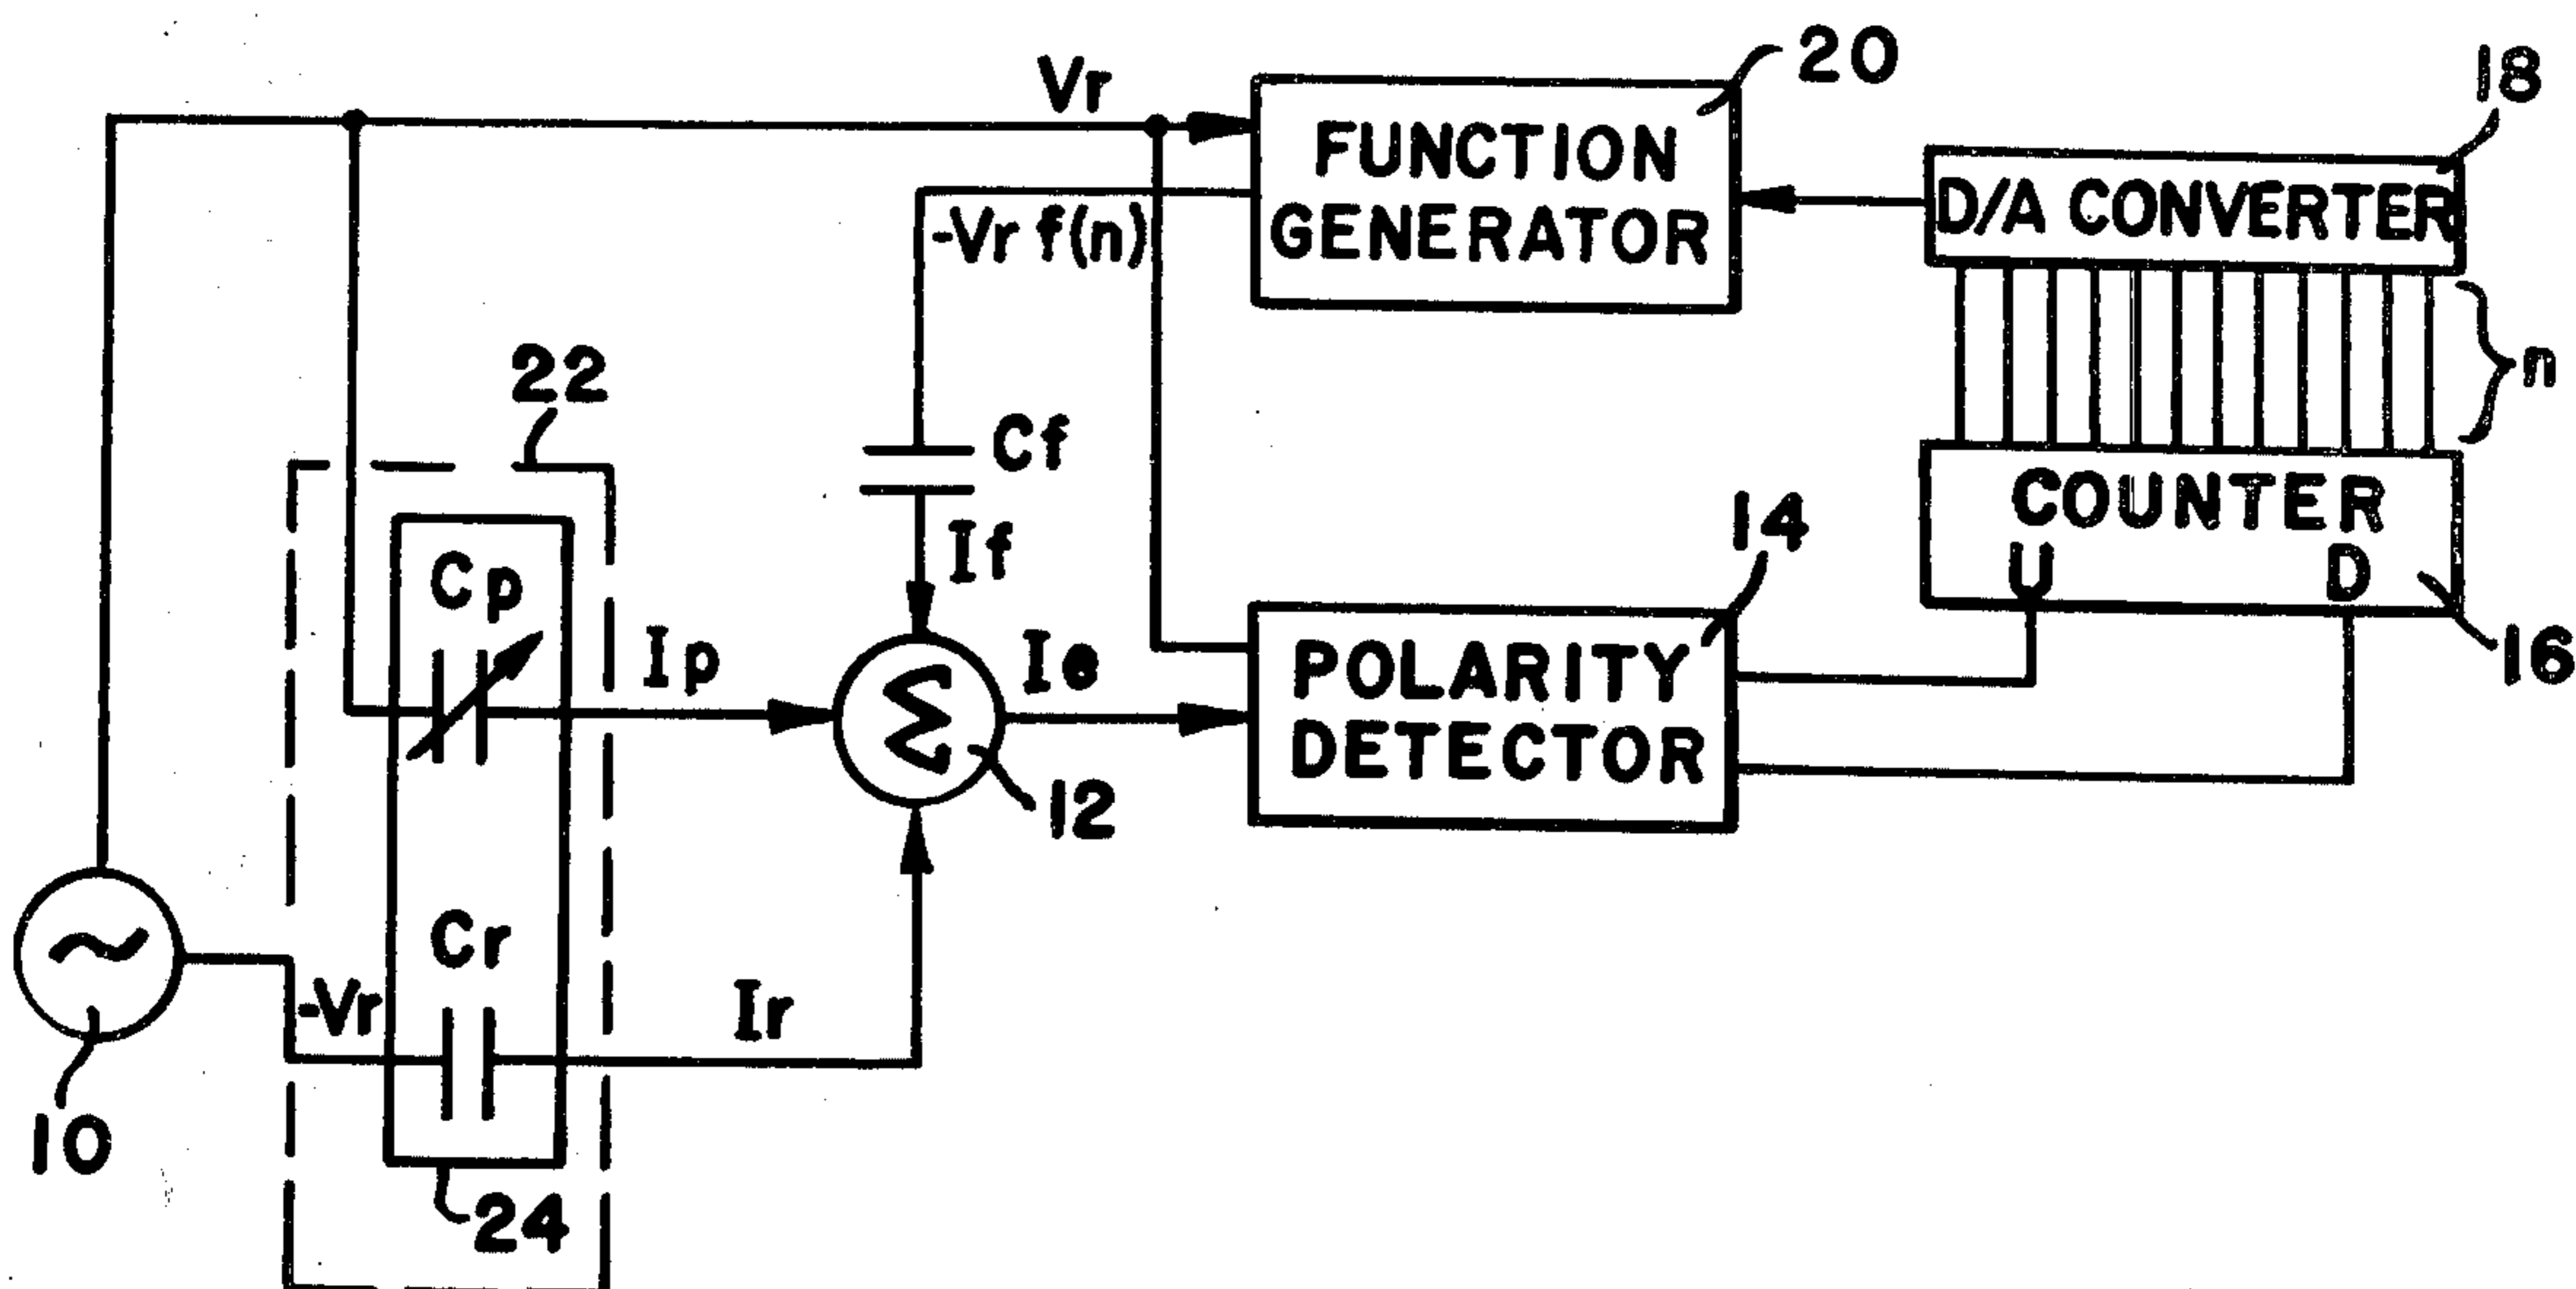 Vr
20
18
FUNCTION
GENERATOR
D/A CONVERTER
-Vr f(n)
n
22
Cf
COUNTER
U D
14
If
Cp
Ip
Ie
POLARITY
DETECTOR
16
Σ
12
Cr
-Vr
Ir
10
24